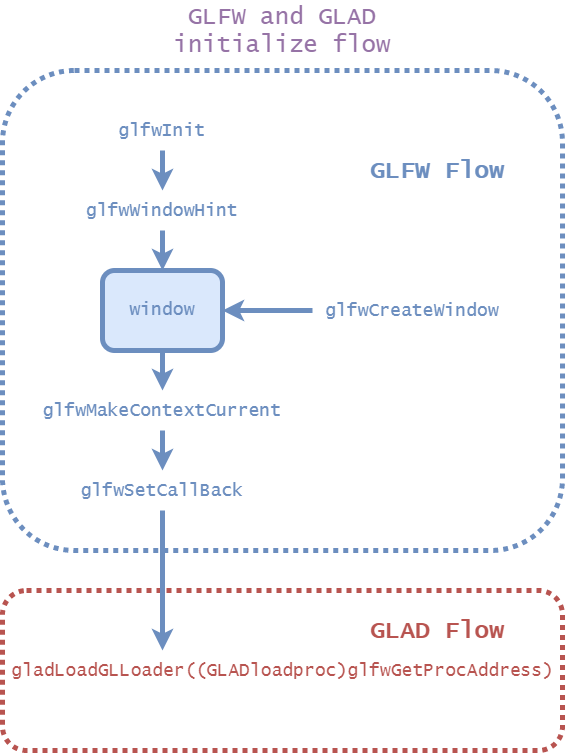 GLFW and GLAD
initialize flow
glfwInit
GLFW Flow
glfwWindowHint
window
glfwCreateWindow
glfwMakeContextCurrent
glfwSetCallBack
GLAD Flow
gladLoadGLLoader((GLADloadproc)glfwGetProcAddress)